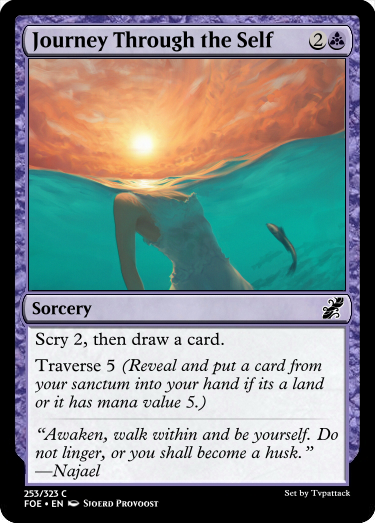 Journey Through the Self 2
Sorcery
Scry 2, then draw a card.
Traverse 5 (Reveal and put a card from
your sanctum into your hand if its a land
or it has mana value 5.)
“Awaken, walk within and be yourself. Do
not linger, or you shall become a husk.”
—Najael
253/323 C
FOE • EN Sjoerd Provoost
Set by Tvpattack